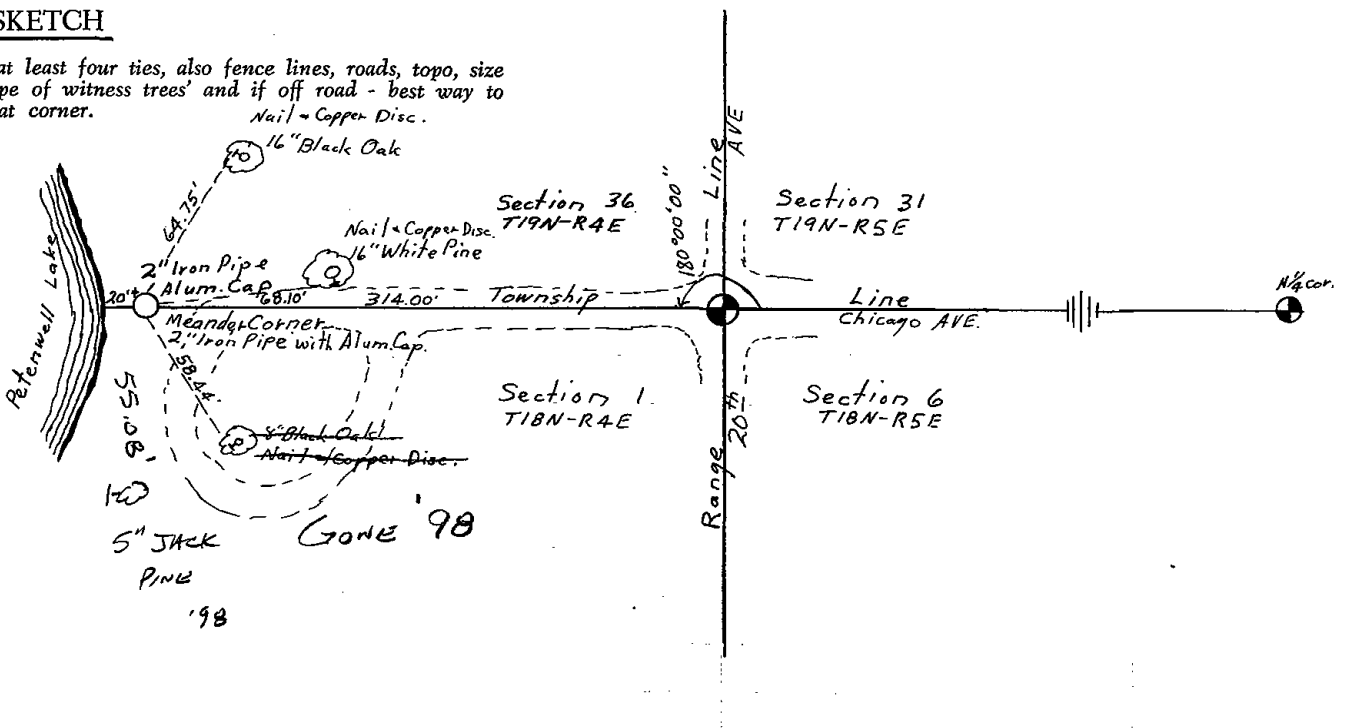 SKETCH
at least four ties, also fence lines, roads, topo, size
pe of witness trees' and if off road - best way to
at corner.
Nail + Copper Disc.
16" Black Oak
64.75'
Section 36
T19N-R4E
Section 31
T19N-R5E
Line
AVE
180°00'00"
Nail + Copper Disc.
16" White Pine
2" Iron Pipe
Alum. Cap
20'±
68.10'
314.00'
Township
Line
Chicago AVE.
N¼ cor.
Petenwell Lake
Meander Corner
2" Iron Pipe with Alum. Cap.
58.44'
55.08'
8" Black Oak
Nail + Copper Disc.
Section 1
T18N-R4E
Section 6
T18N-R5E
Range
20th
5" JACK
PINE
'98
GONE '98